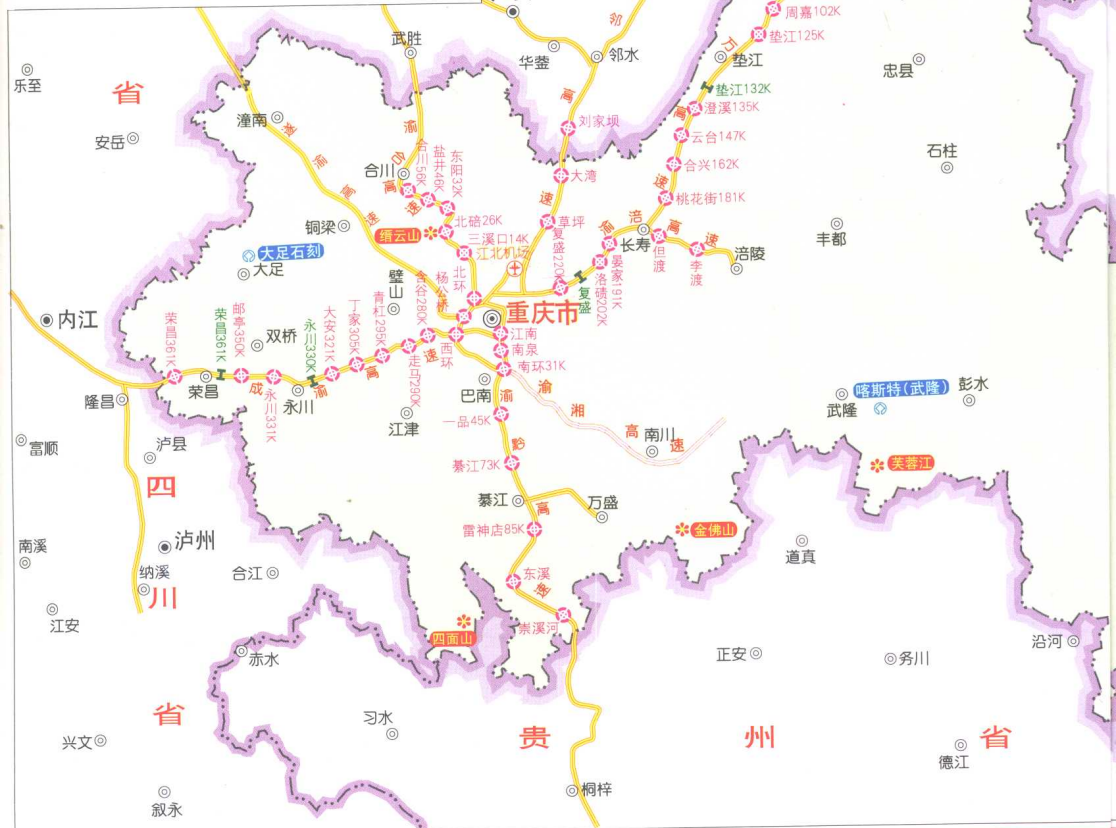 周嘉102K
垫江125K
邻
万
武胜
华蓥
邻水
垫江
忠县
乐至
省
垫江132K
高
高
澄溪135K
潼南
渝
刘家坝
安岳
云台147K
合川56K
盐井46K
东阳32K
渝
合
高
速
合川
石柱
合兴162K
大湾
高
速
速
速
桃花街181K
铜梁
北碚26K
草坪
涪
高
速
丰都
缙云山
三溪口14K
江北机场
复盛220K
长寿
但渡
李渡
涪陵
大足石刻
大足
璧山
北环
晏家191K
洛碛202K
复盛
含谷280K
杨公桥
重庆市
内江
荣昌361K
荣昌361K
邮亭350K
双桥
永川330K
大安321K
丁家305K
青杠295K
走马290K
西环
江南
南泉
南环31K
速
高
渝
成
荣昌
永川
永川331K
隆昌
巴南
渝
渝
湘
高
速
江津
一品45K
南川
武隆
喀斯特(武隆)
彭水
富顺
泸县
黔
綦江73K
芙蓉江
四
綦江
高
万盛
雷神店85K
金佛山
泸州
道真
南溪
纳溪
合江
东溪
速
川
江安
四面山
崇溪河
赤水
正安
务川
沿河
省
习水
贵
州
省
兴文
德江
叙永
桐梓